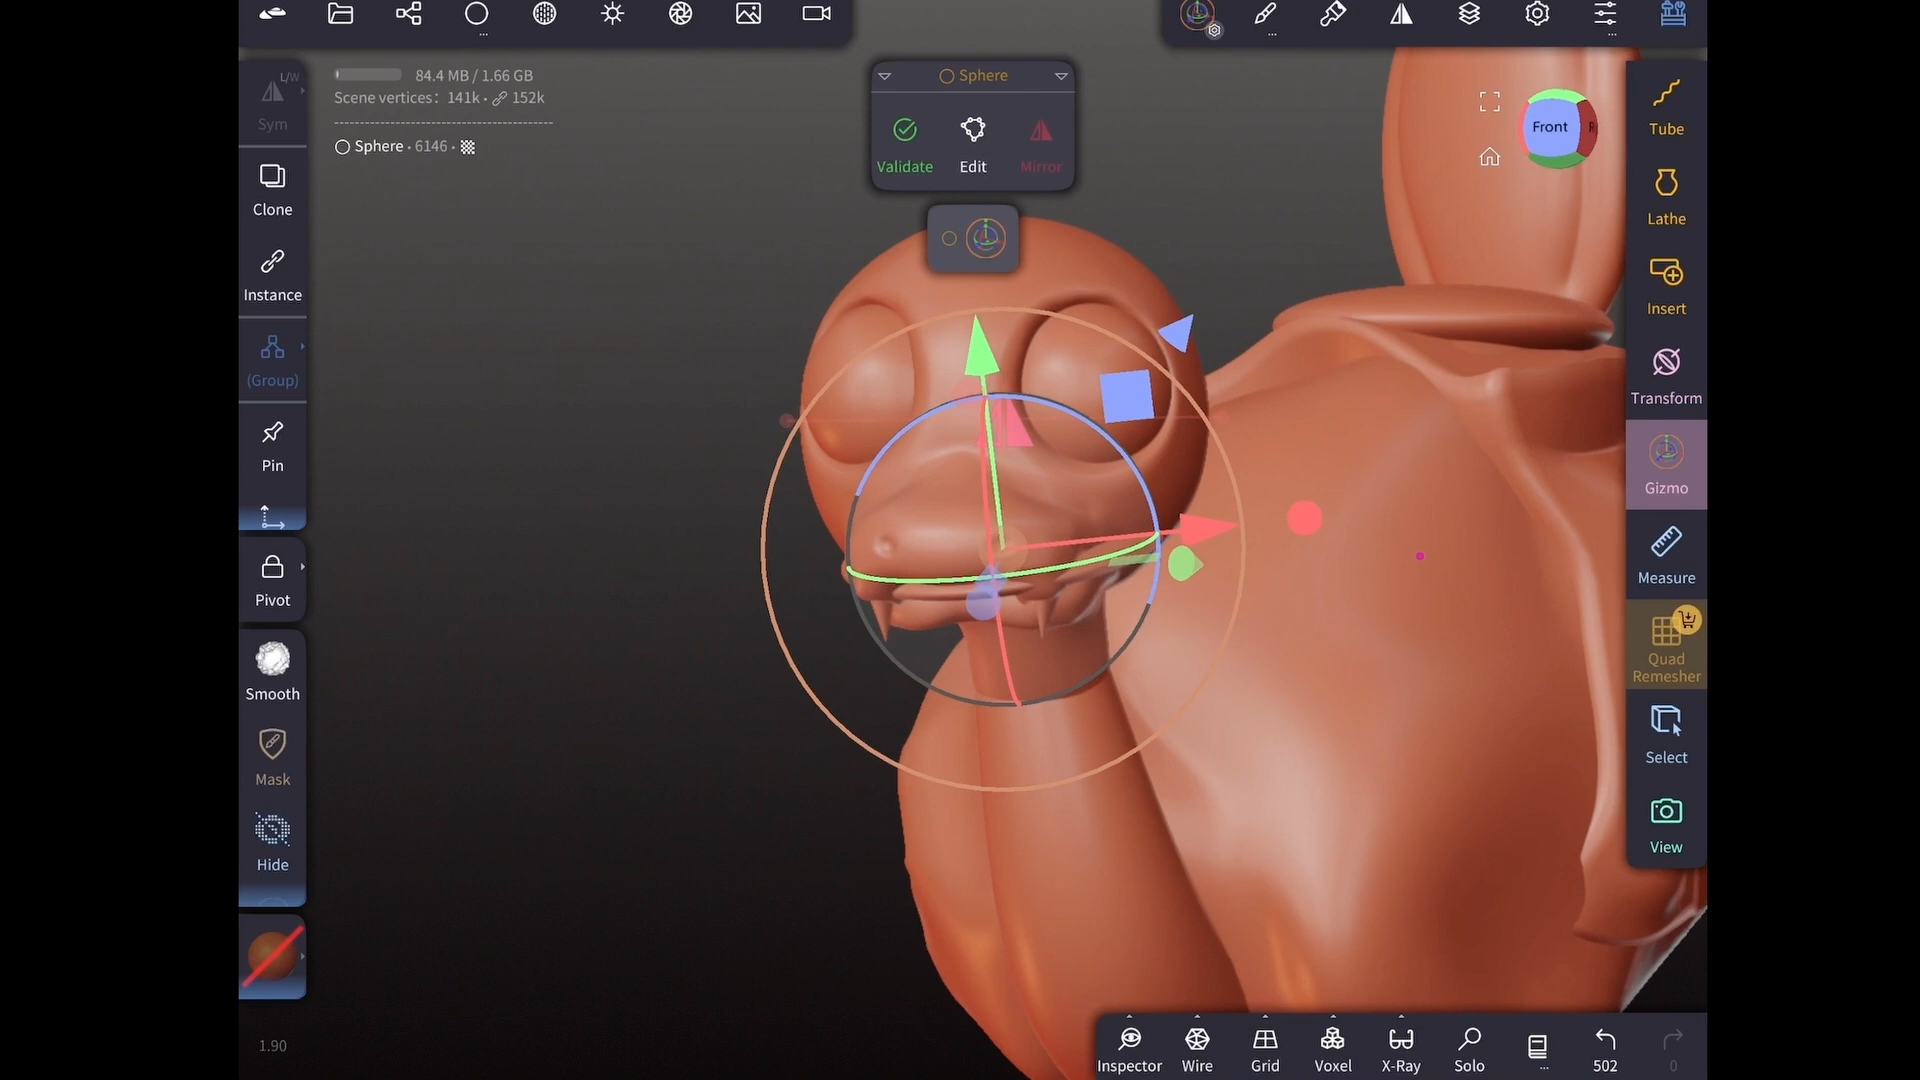 L/W
Sym
Clone
Instance
(Group)
Pin
Pivot
Smooth
Mask
Hide
1.90
84.4 MB / 1.66 GB
Scene vertices: 141k • 152k
Sphere • 6146 •
Sphere
Validate
Edit
Mirror
Front
R
Tube
Lathe
Insert
Transform
Gizmo
Measure
Quad
Remesher
Select
View
Inspector
Wire
Grid
Voxel
X-Ray
Solo
...
502
0